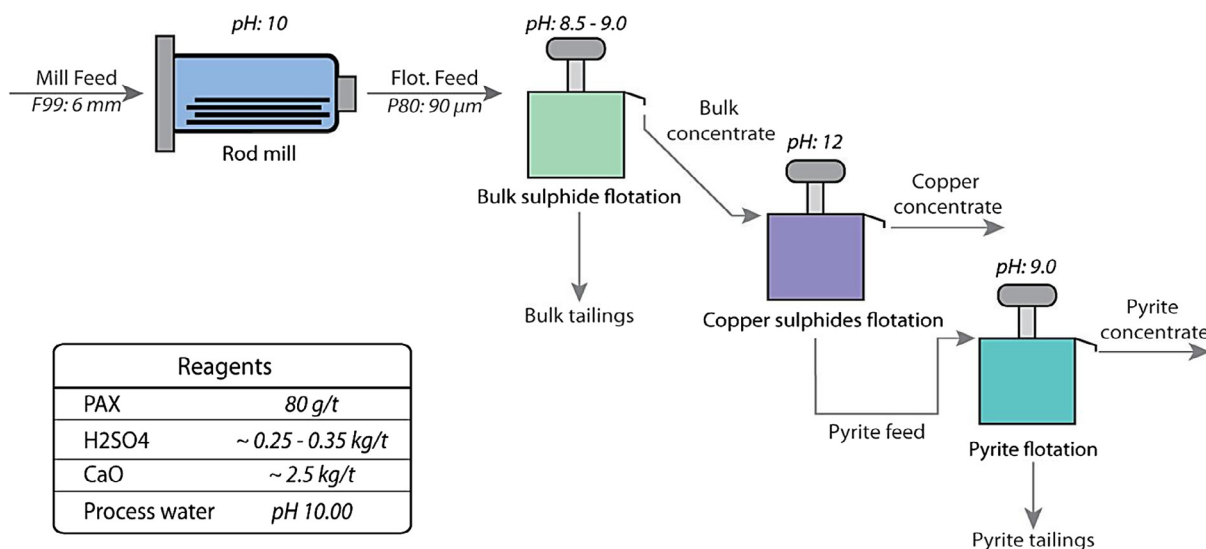 pH: 10
Mill Feed
F99: 6 mm
Rod mill
Flot. Feed
P80: 90 µm
pH: 8.5 - 9.0
Bulk sulphide flotation
Bulk tailings
Bulk
concentrate
pH: 12
Copper sulphides flotation
Copper
concentrate
Pyrite feed
pH: 9.0
Pyrite flotation
Pyrite
concentrate
Pyrite tailings
Reagents
PAX 80 g/t
H2SO4 ~ 0.25 - 0.35 kg/t
CaO ~ 2.5 kg/t
Process water pH 10.00